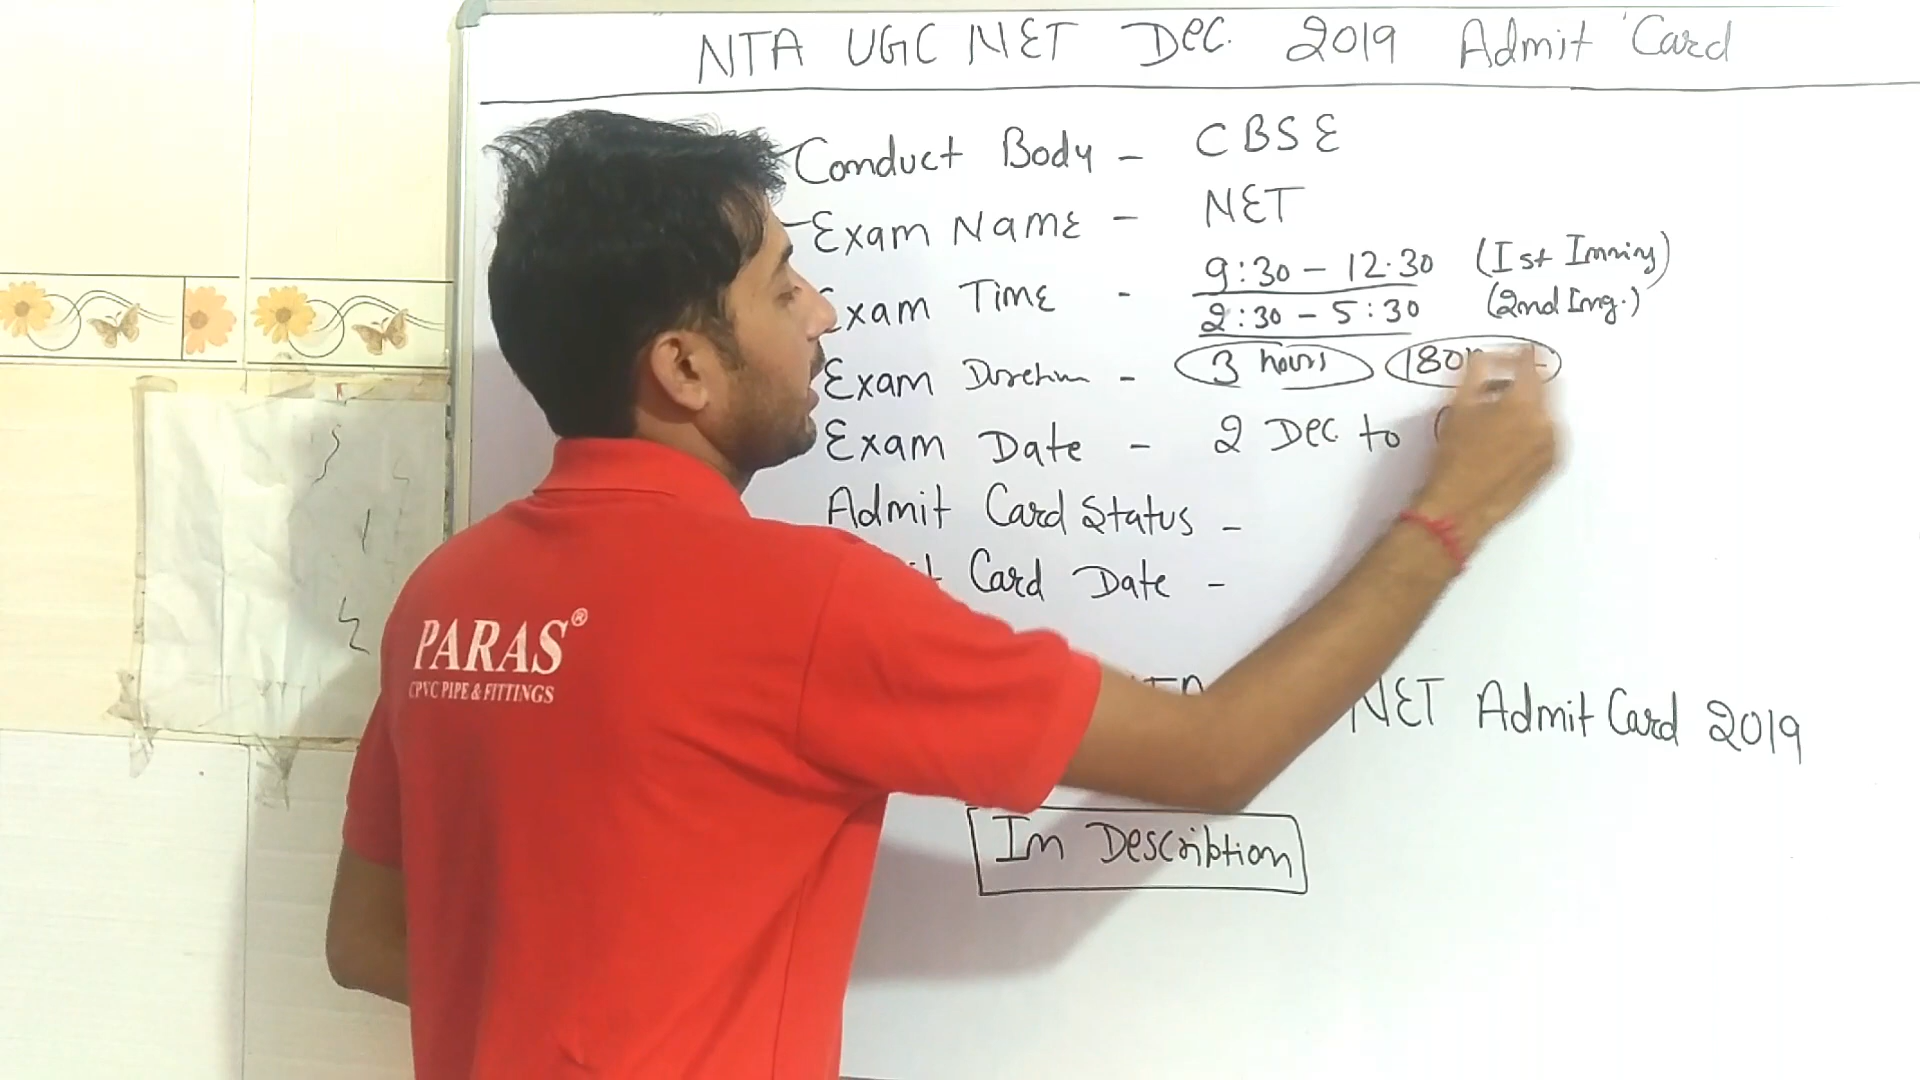 NTA UGC NET Dec. 2019 Admit Card
Conduct Body - CBSE
Exam Name - NET
Exam Time - 9:30 - 12.30 (Ist Inning)
2:30 - 5:30 (2nd Ing.)
Exam Duration - 3 hours 180
Exam Date - 2 Dec. to
Admit Card Status -
Card Date -
NET Admit Card 2019
In Description
PARAS®
CPVC PIPE & FITTINGS